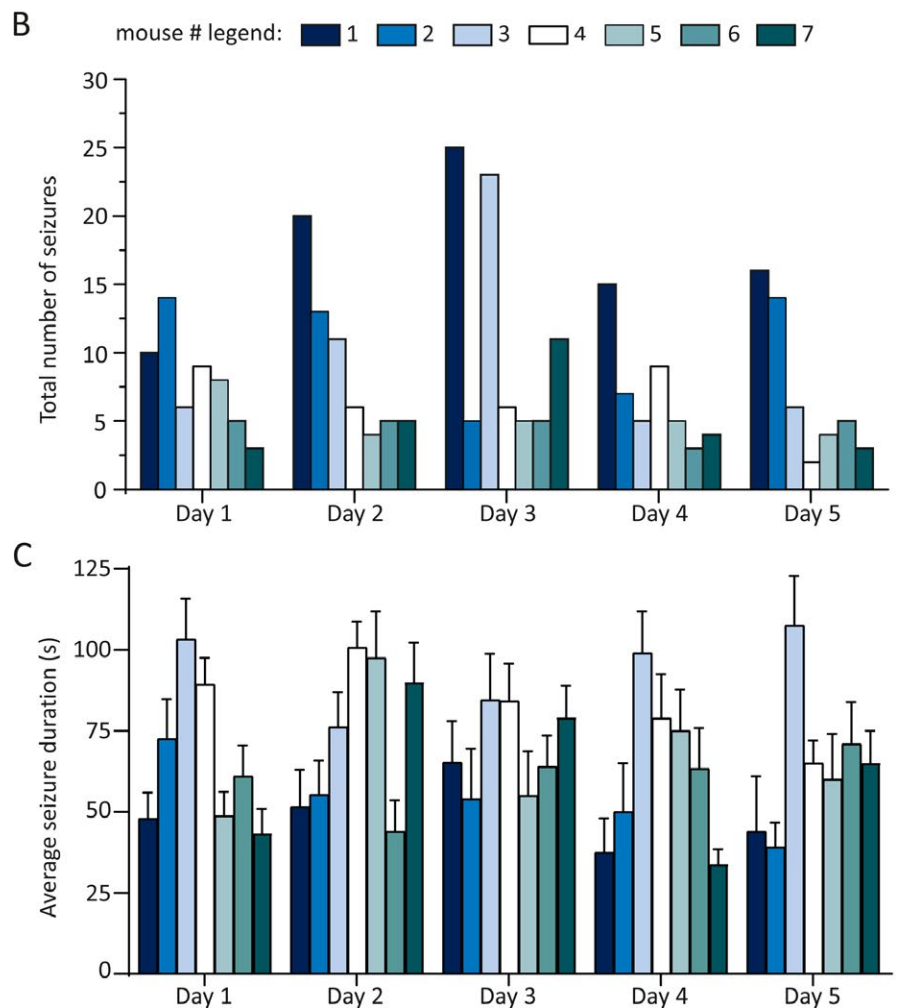 B
mouse # legend: 1 2 3 4 5 6 7
Total number of seizures
30
25
20
15
10
5
0
Day 1 Day 2 Day 3 Day 4 Day 5
C
Average seizure duration (s)
125
100
75
50
25
0
Day 1 Day 2 Day 3 Day 4 Day 5